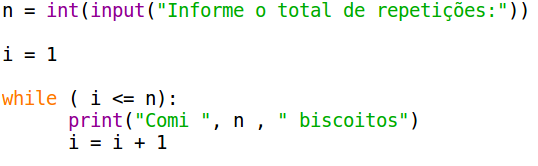 n = int(input("Informe o total de repetições:"))
i = 1
while ( i <= n):
print("Comi ", n , " biscoitos")
i = i + 1